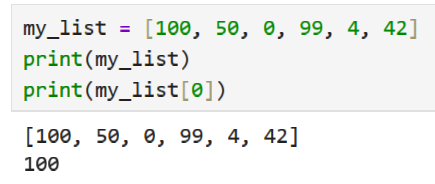 my_list = [100, 50, 0, 99, 4, 42]
print(my_list)
print(my_list[0])
[100, 50, 0, 99, 4, 42]
100